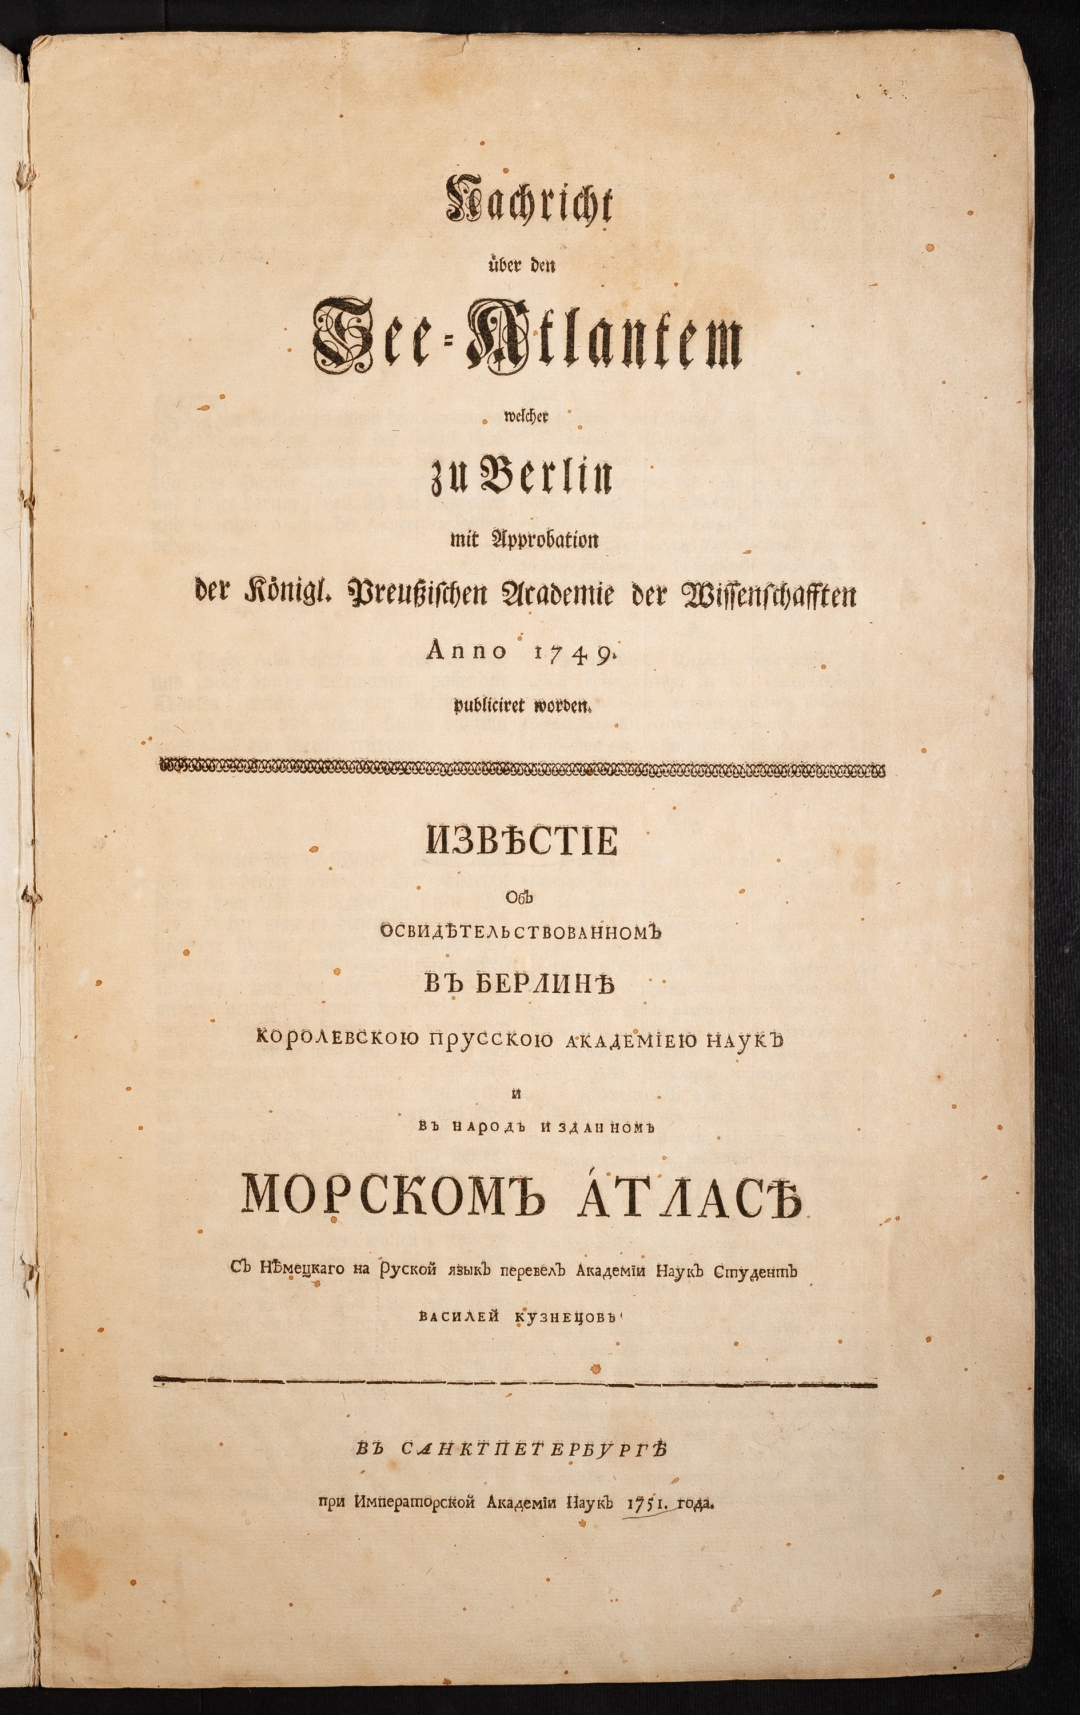 Nachricht
über den
See-Atlantem
welcher
zu Berlin
mit Approbation
der Königl. Preußischen Academie der Wissenschafften
Anno 1749.
publiciret worden.
ИЗВѢСТІЕ
Обь
ОСВИДѢТЕЛЬСТВОВАННОМЪ
ВЪ БЕРЛИНѢ
КОРОЛЕВСКОЮ ПРУССКОЮ АКАДЕМІЕЮ НАУКЪ
И
ВЪ НАРОДЪ ИЗДАННОМЪ
МОРСКОМЪ А́ТЛАСѢ
Съ Нѣмецкаго на Руской языкъ перевелъ Академіи Наукъ Студентъ
ВАСИЛЕЙ КУЗНЕЦОВЪ
ВЪ САНКТПЕТЕРБУРГѢ
при Императорской Академіи Наукъ 1751. года.